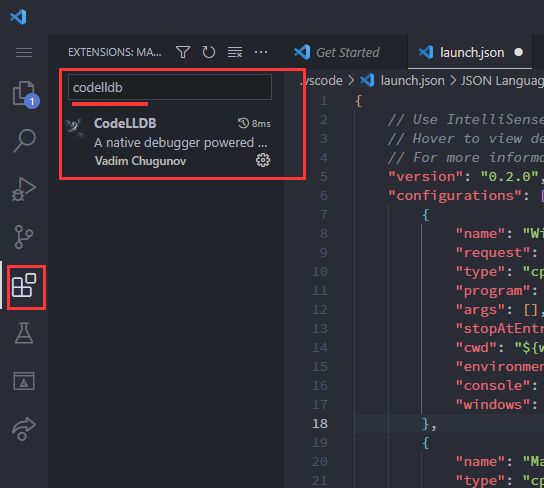 EXTENSIONS: MA...
Get Started
launch.json
codelldb
CodeLLDB
8ms
A native debugger powered ...
Vadim Chugunov
1
.vscode > launch.json > JSON Language
1 {
2 // Use IntelliSense
3 // Hover to view de
4 // For more informa
5 "version": "0.2.0",
6 "configurations": [
7 {
8 "name": "Wi
9 "request":
10 "type": "cp
11 "program":
12 "args": [],
13 "stopAtEntr
14 "cwd": "${w
15 "environmen
16 "console":
17 "windows":
18 },
19 {
20 "name": "Ma
21 "type": "cp